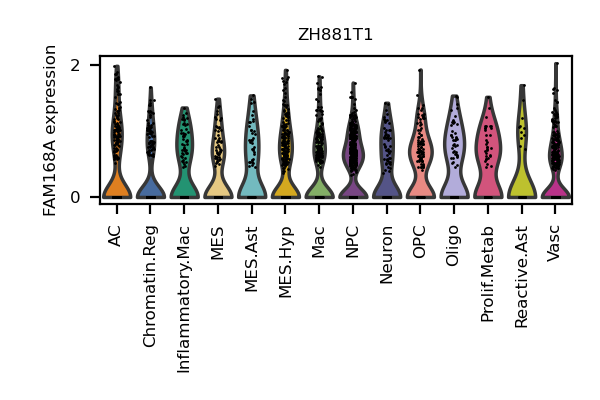 ZH881T1
FAM168A expression
2
0
AC
Chromatin.Reg
Inflammatory.Mac
MES
MES.Ast
MES.Hyp
Mac
NPC
Neuron
OPC
Oligo
Prolif.Metab
Reactive.Ast
Vasc